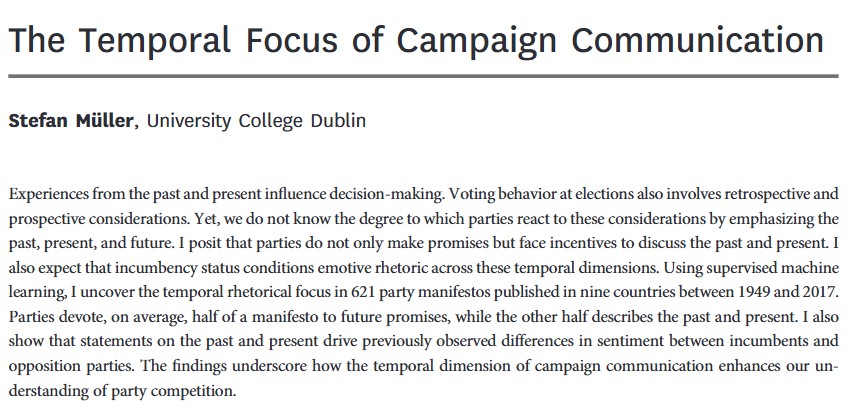 The Temporal Focus of Campaign Communication
Stefan Müller, University College Dublin
Experiences from the past and present influence decision-making. Voting behavior at elections also involves retrospective and
prospective considerations. Yet, we do not know the degree to which parties react to these considerations by emphasizing the
past, present, and future. I posit that parties do not only make promises but face incentives to discuss the past and present. I
also expect that incumbency status conditions emotive rhetoric across these temporal dimensions. Using supervised machine
learning, I uncover the temporal rhetorical focus in 621 party manifestos published in nine countries between 1949 and 2017.
Parties devote, on average, half of a manifesto to future promises, while the other half describes the past and present. I also
show that statements on the past and present drive previously observed differences in sentiment between incumbents and
opposition parties. The findings underscore how the temporal dimension of campaign communication enhances our un-
derstanding of party competition.